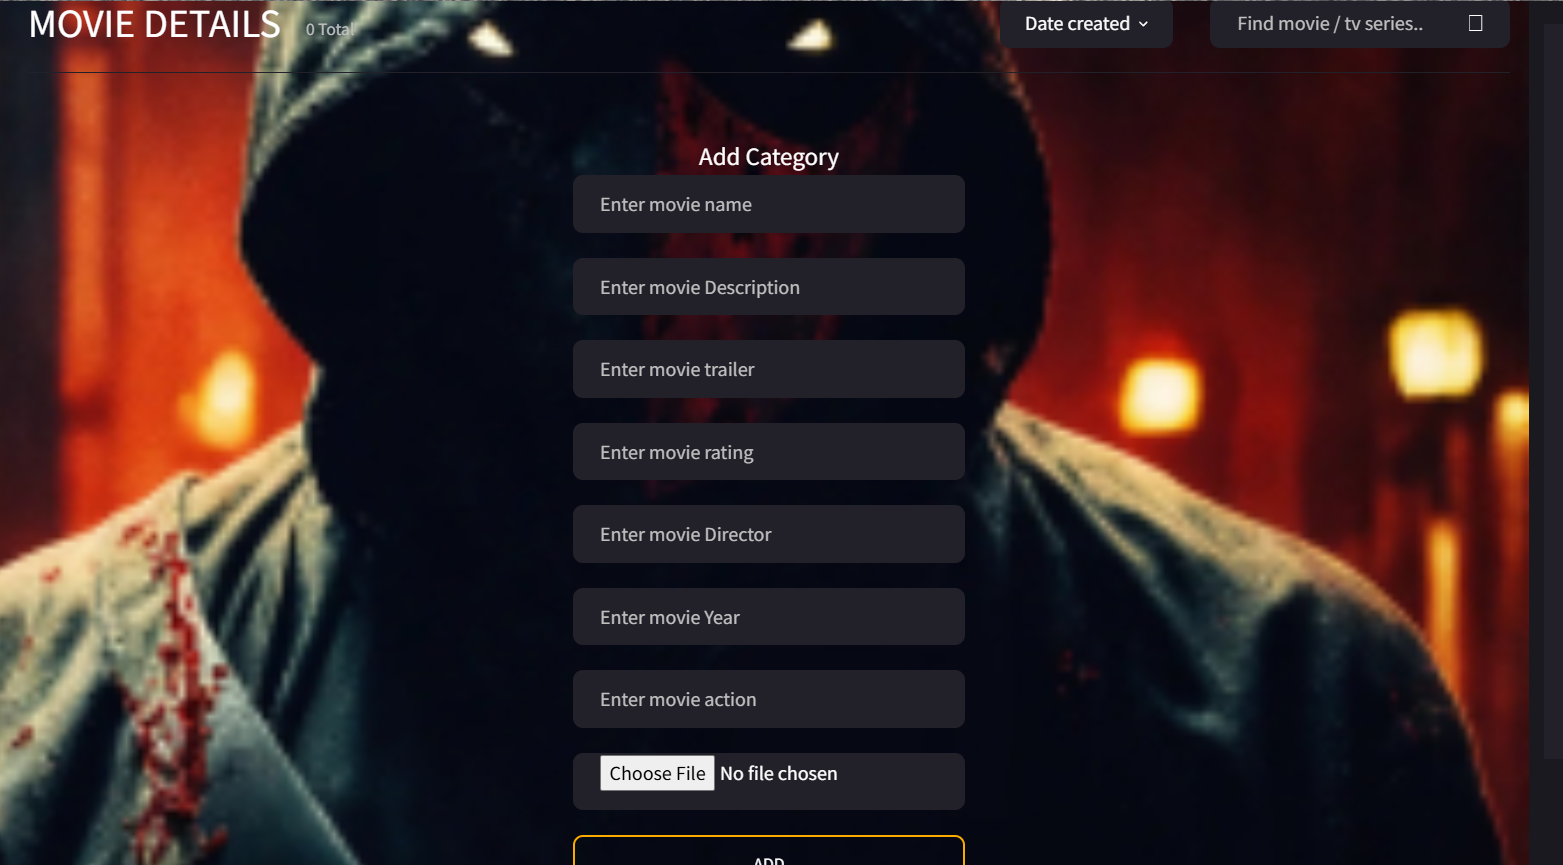 MOVIE DETAILS 0 Total Date created Find movie / tv series..
Add Category
Enter movie name
Enter movie Description
Enter movie trailer
Enter movie rating
Enter movie Director
Enter movie Year
Enter movie action
Choose File No file chosen
ADD